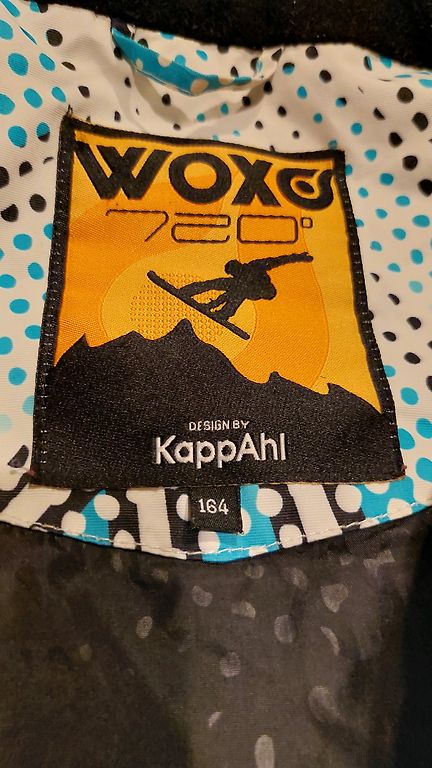 WOXO
720°
DESIGN BY
KappAhl
164